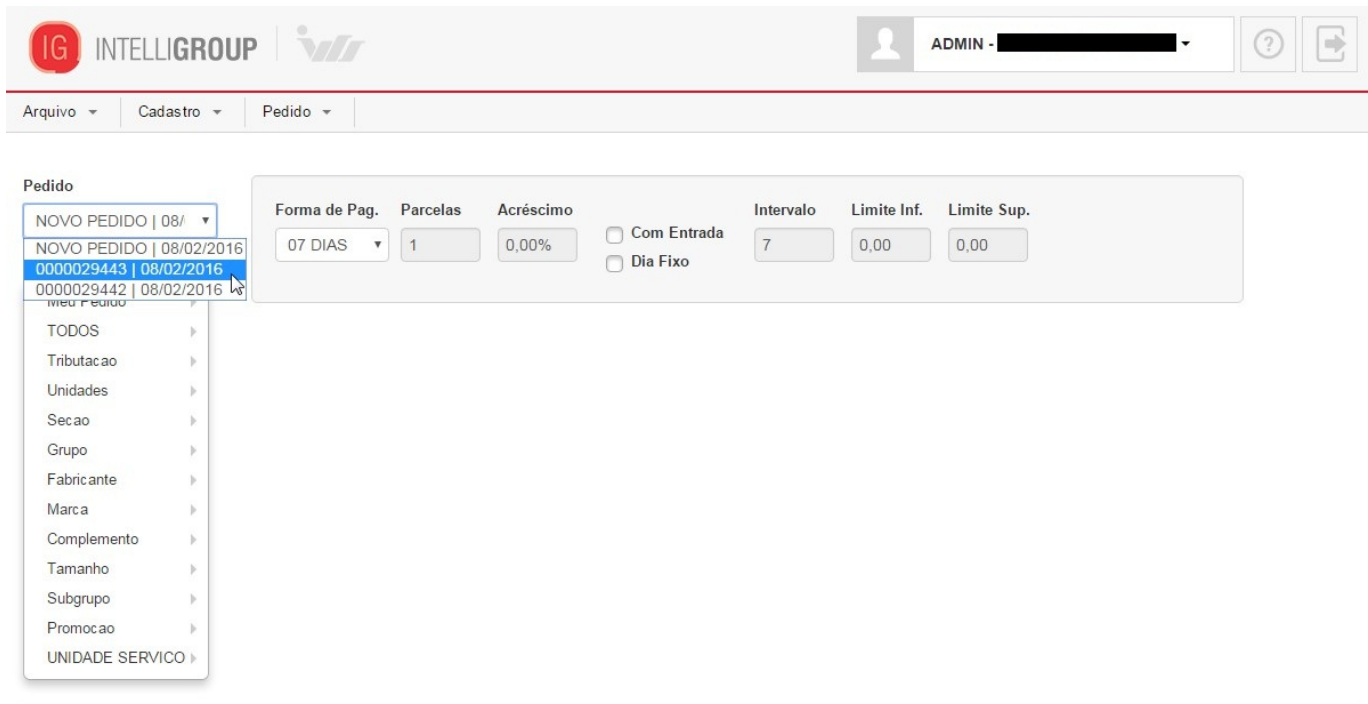 IG INTELLIGROUP
ADMIN -
?
Arquivo
Cadastro
Pedido
Pedido
NOVO PEDIDO | 08/
NOVO PEDIDO | 08/02/2016
0000029443 | 08/02/2016
0000029442 | 08/02/2016
Forma de Pag. Parcelas Acréscimo Intervalo Limite Inf. Limite Sup.
07 DIAS 1 0,00% Com Entrada 7 0,00 0,00
Dia Fixo
Meu Pedido
TODOS
Tributacao
Unidades
Secao
Grupo
Fabricante
Marca
Complemento
Tamanho
Subgrupo
Promocao
UNIDADE SERVICO